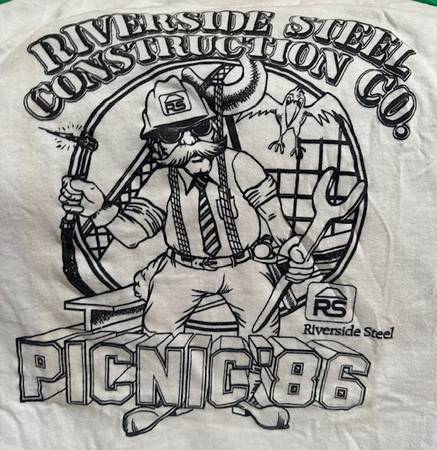 RIVERSIDE STEEL
CONSTRUCTION CO.
RS
RS
Riverside Steel
PICNIC '86